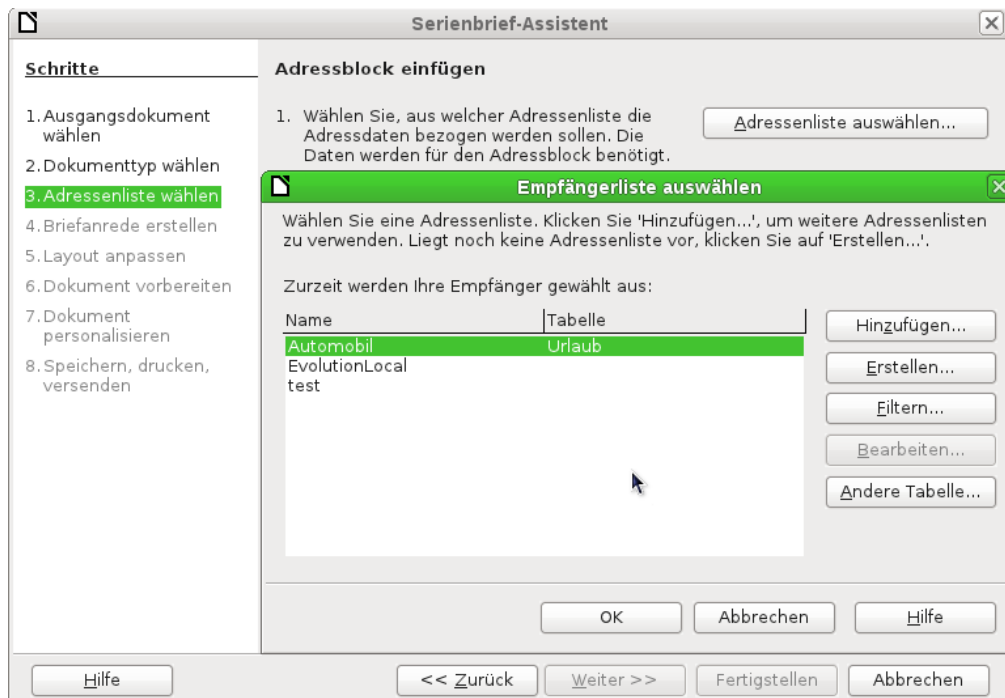 Serienbrief-Assistent
Schritte
1. Ausgangsdokument
wählen
2. Dokumenttyp wählen
3. Adressenliste wählen
4. Briefanrede erstellen
5. Layout anpassen
6. Dokument vorbereiten
7. Dokument
personalisieren
8. Speichern, drucken,
versenden
Adressblock einfügen
1. Wählen Sie, aus welcher Adressenliste die
Adressdaten bezogen werden sollen. Die
Daten werden für den Adressblock benötigt.
Adressenliste auswählen...
Empfängerliste auswählen
Wählen Sie eine Adressenliste. Klicken Sie 'Hinzufügen...', um weitere Adressenlisten
zu verwenden. Liegt noch keine Adressenliste vor, klicken Sie auf 'Erstellen...'.
Zurzeit werden Ihre Empfänger gewählt aus:
Name Tabelle
Automobil Urlaub
EvolutionLocal
test
Hinzufügen...
Erstellen...
Filtern...
Bearbeiten...
Andere Tabelle...
OK Abbrechen Hilfe
Hilfe << Zurück Weiter >> Fertigstellen Abbrechen